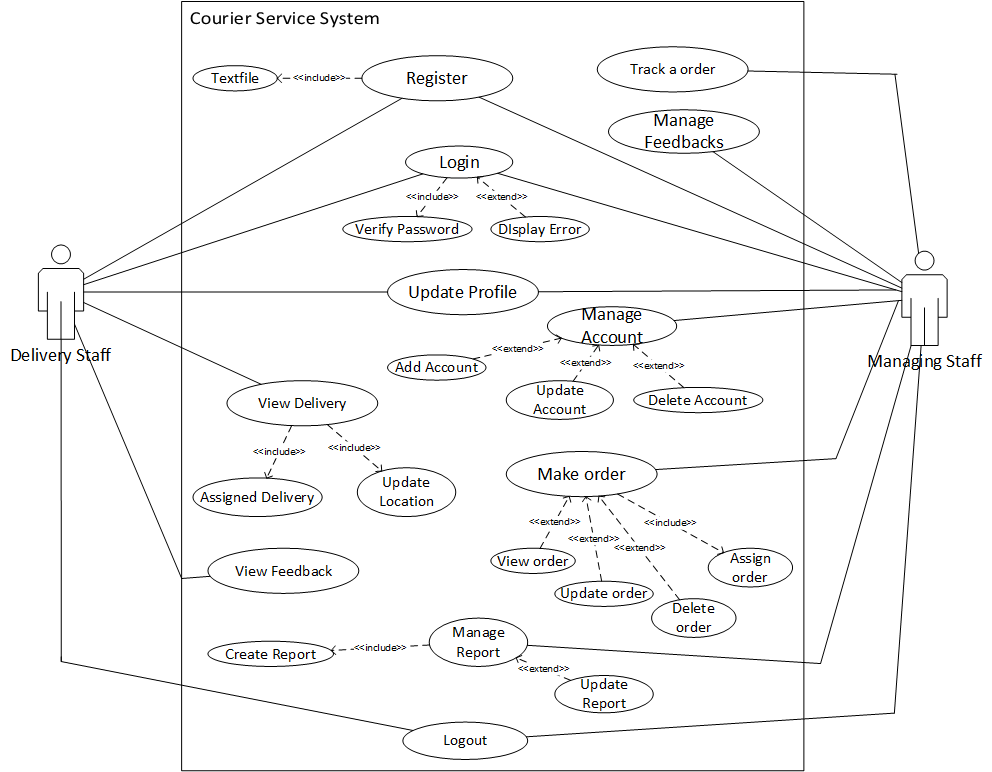 Courier Service System
Textfile
<<include>>
Register
Track a order
Manage
Feedbacks
Login
<<include>>
<<extend>>
Verify Password
DIsplay Error
Delivery Staff
Update Profile
Managing Staff
Manage
Account
<<extend>>
<<extend>>
<<extend>>
Add Account
Update
Account
Delete Account
View Delivery
<<include>>
<<include>>
Assigned Delivery
Update
Location
Make order
<<extend>>
<<include>>
<<extend>>
<<extend>>
View order
Assign
order
Update order
Delete
order
View Feedback
Manage
Report
<<include>>
Create Report
<<extend>>
Update
Report
Logout